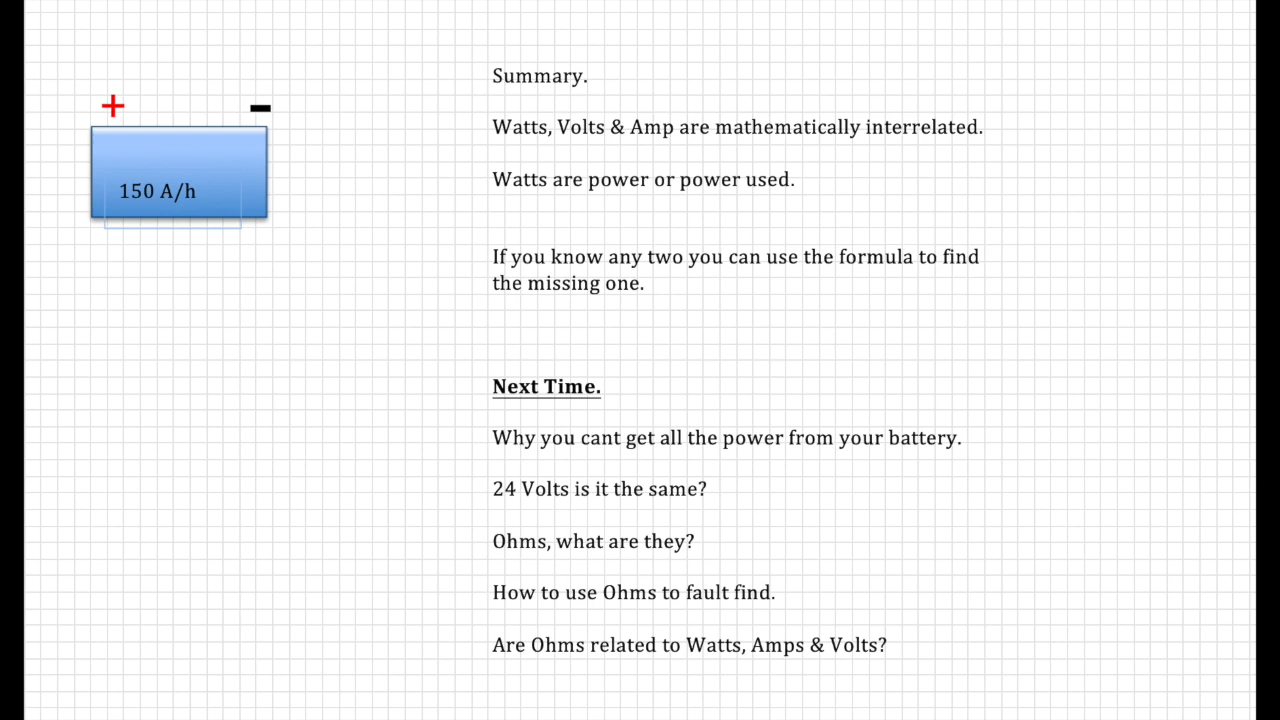 + -
150 A/h
Summary.
Watts, Volts & Amp are mathematically interrelated.
Watts are power or power used.
If you know any two you can use the formula to find
the missing one.
Next Time.
Why you cant get all the power from your battery.
24 Volts is it the same?
Ohms, what are they?
How to use Ohms to fault find.
Are Ohms related to Watts, Amps & Volts?